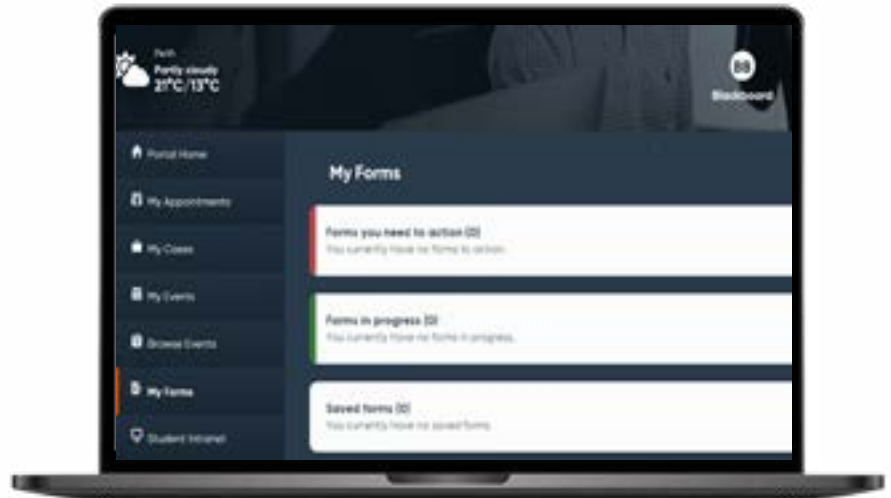 Perth
Partly cloudy
21°C/13°C
BB
Blackboard
Portal Home
My Appointments
My Cases
My Events
Browse Events
My Forms
Student Intranet
My Forms
Forms you need to action (0)
You currently have no forms to action.
Forms in progress (0)
You currently have no forms in progress.
Saved forms (0)
You currently have no saved forms.